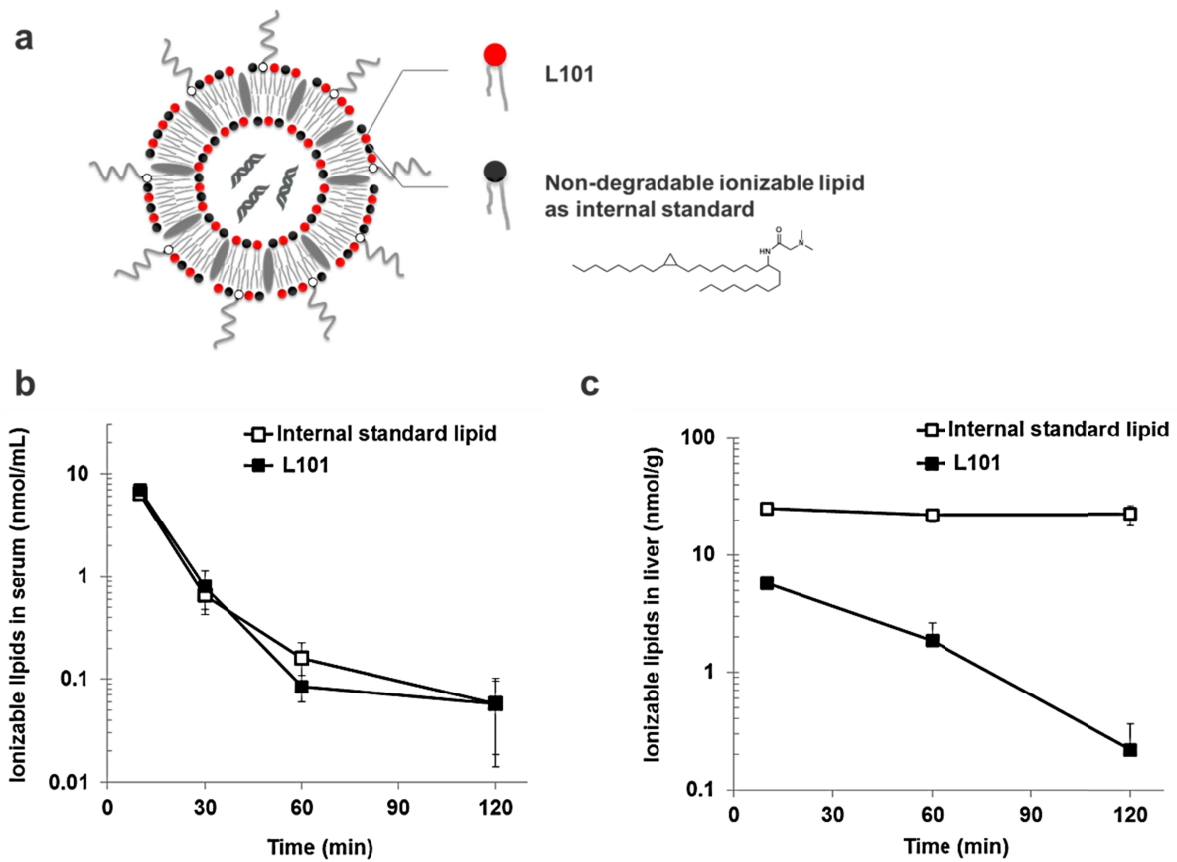 a
L101
Non-degradable ionizable lipid
as internal standard
O
HN
N
b
Internal standard lipid
L101
Ionizable lipids in serum (nmol/mL)
10
1
0.1
0.01
0
30
60
90
120
Time (min)
c
Internal standard lipid
L101
Ionizable lipids in liver (nmol/g)
100
10
1
0.1
0
30
60
90
120
Time (min)